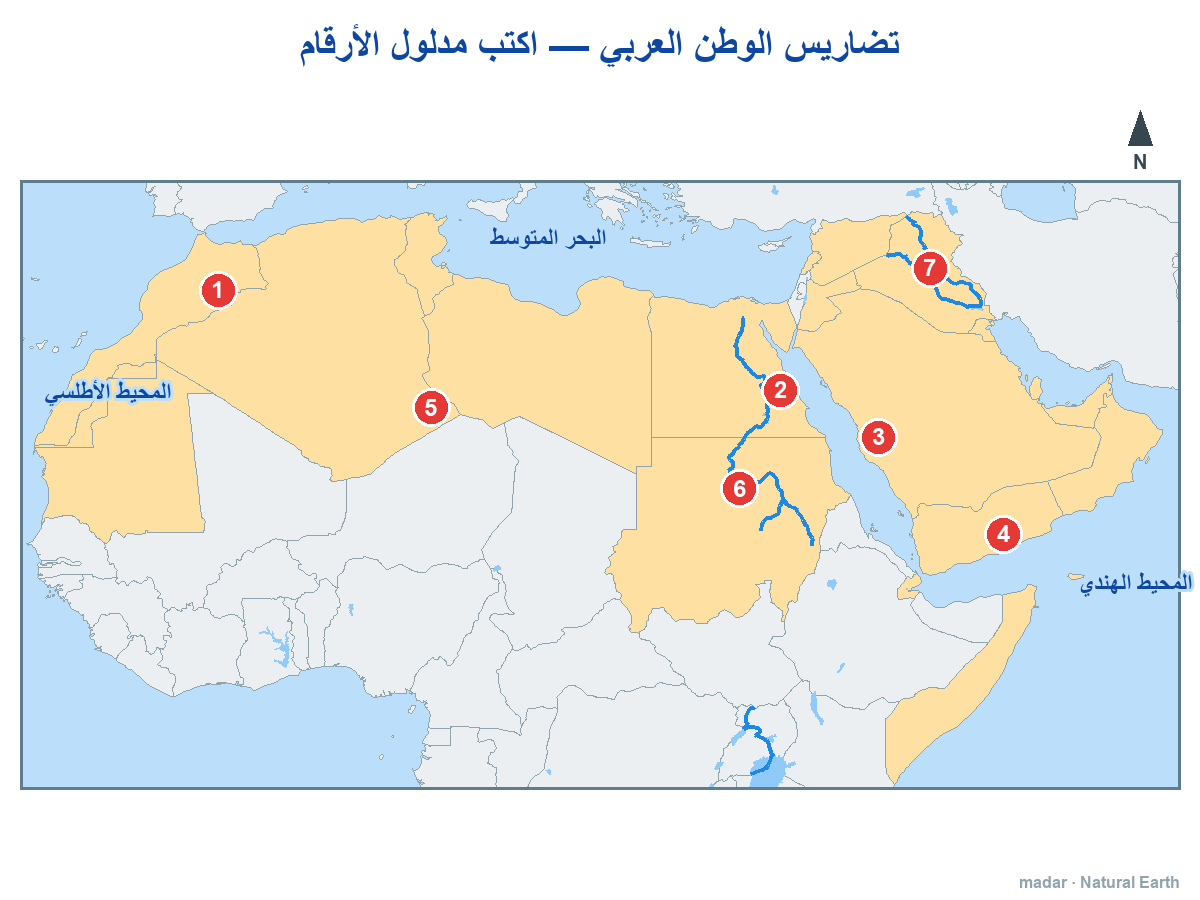 تضاريس الوطن العربي — اكتب مدلول الأرقام
N
البحر المتوسط
7
1
المحيط الأطلسي
2
5
3
6
4
المحيط الهندي
madar · Natural Earth